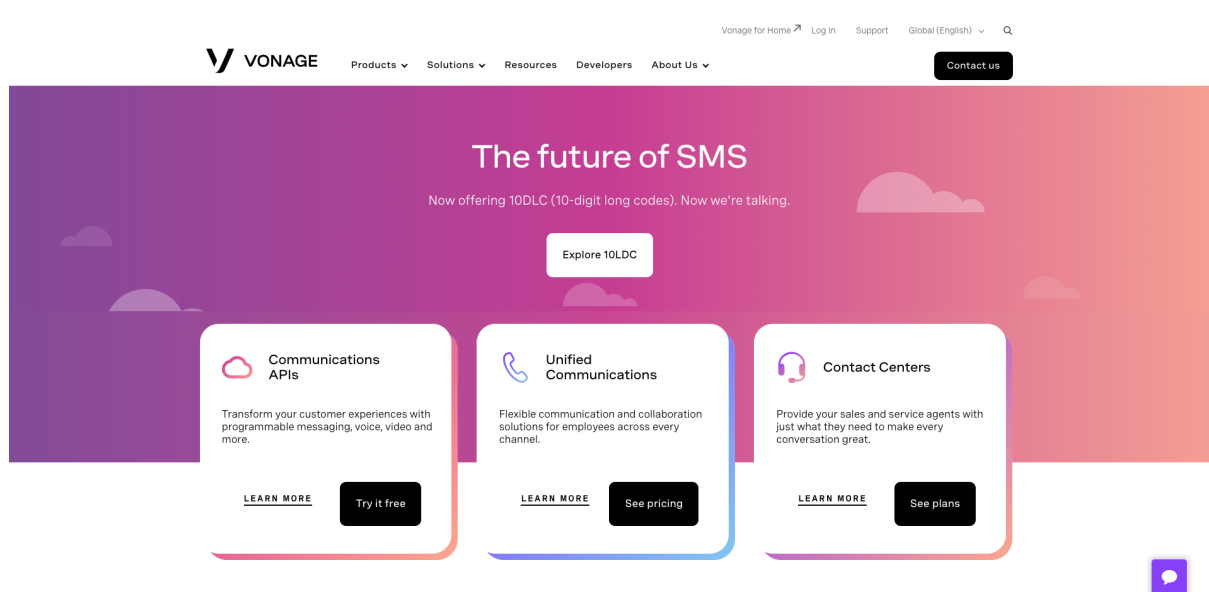 Vonage for Home Log In Support Global (English)
VONAGE Products Solutions Resources Developers About Us Contact us
The future of SMS
Now offering 10DLC (10-digit long codes). Now we're talking.
Explore 10LDC
Communications
APIs
Transform your customer experiences with
programmable messaging, voice, video and
more.
LEARN MORE Try it free
Unified
Communications
Flexible communication and collaboration
solutions for employees across every
channel.
LEARN MORE See pricing
Contact Centers
Provide your sales and service agents with
just what they need to make every
conversation great.
LEARN MORE See plans